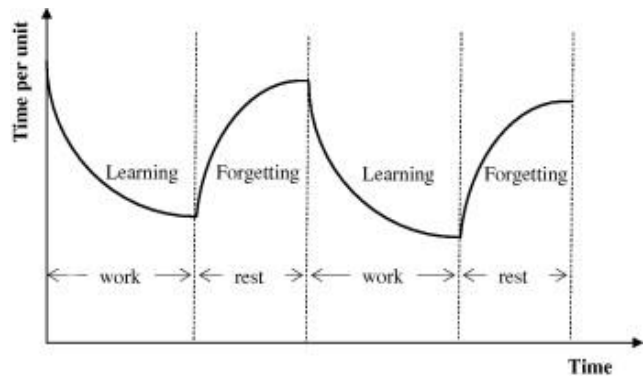 Time per unit
Learning
Forgetting
Learning
Forgetting
work
rest
work
rest
Time